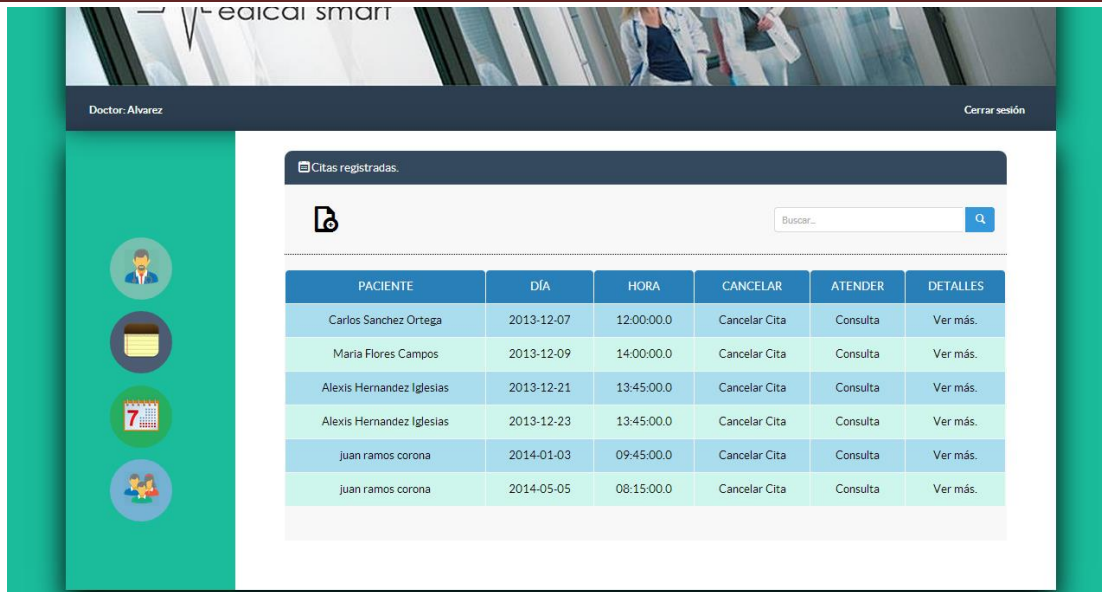 edical smart
Doctor: Alvarez Cerrar sesión
Citas registradas.
Buscar...
PACIENTE DÍA HORA CANCELAR ATENDER DETALLES
Carlos Sanchez Ortega 2013-12-07 12:00:00.0 Cancelar Cita Consulta Ver más.
Maria Flores Campos 2013-12-09 14:00:00.0 Cancelar Cita Consulta Ver más.
Alexis Hernandez Iglesias 2013-12-21 13:45:00.0 Cancelar Cita Consulta Ver más.
7
Alexis Hernandez Iglesias 2013-12-23 13:45:00.0 Cancelar Cita Consulta Ver más.
juan ramos corona 2014-01-03 09:45:00.0 Cancelar Cita Consulta Ver más.
juan ramos corona 2014-05-05 08:15:00.0 Cancelar Cita Consulta Ver más.